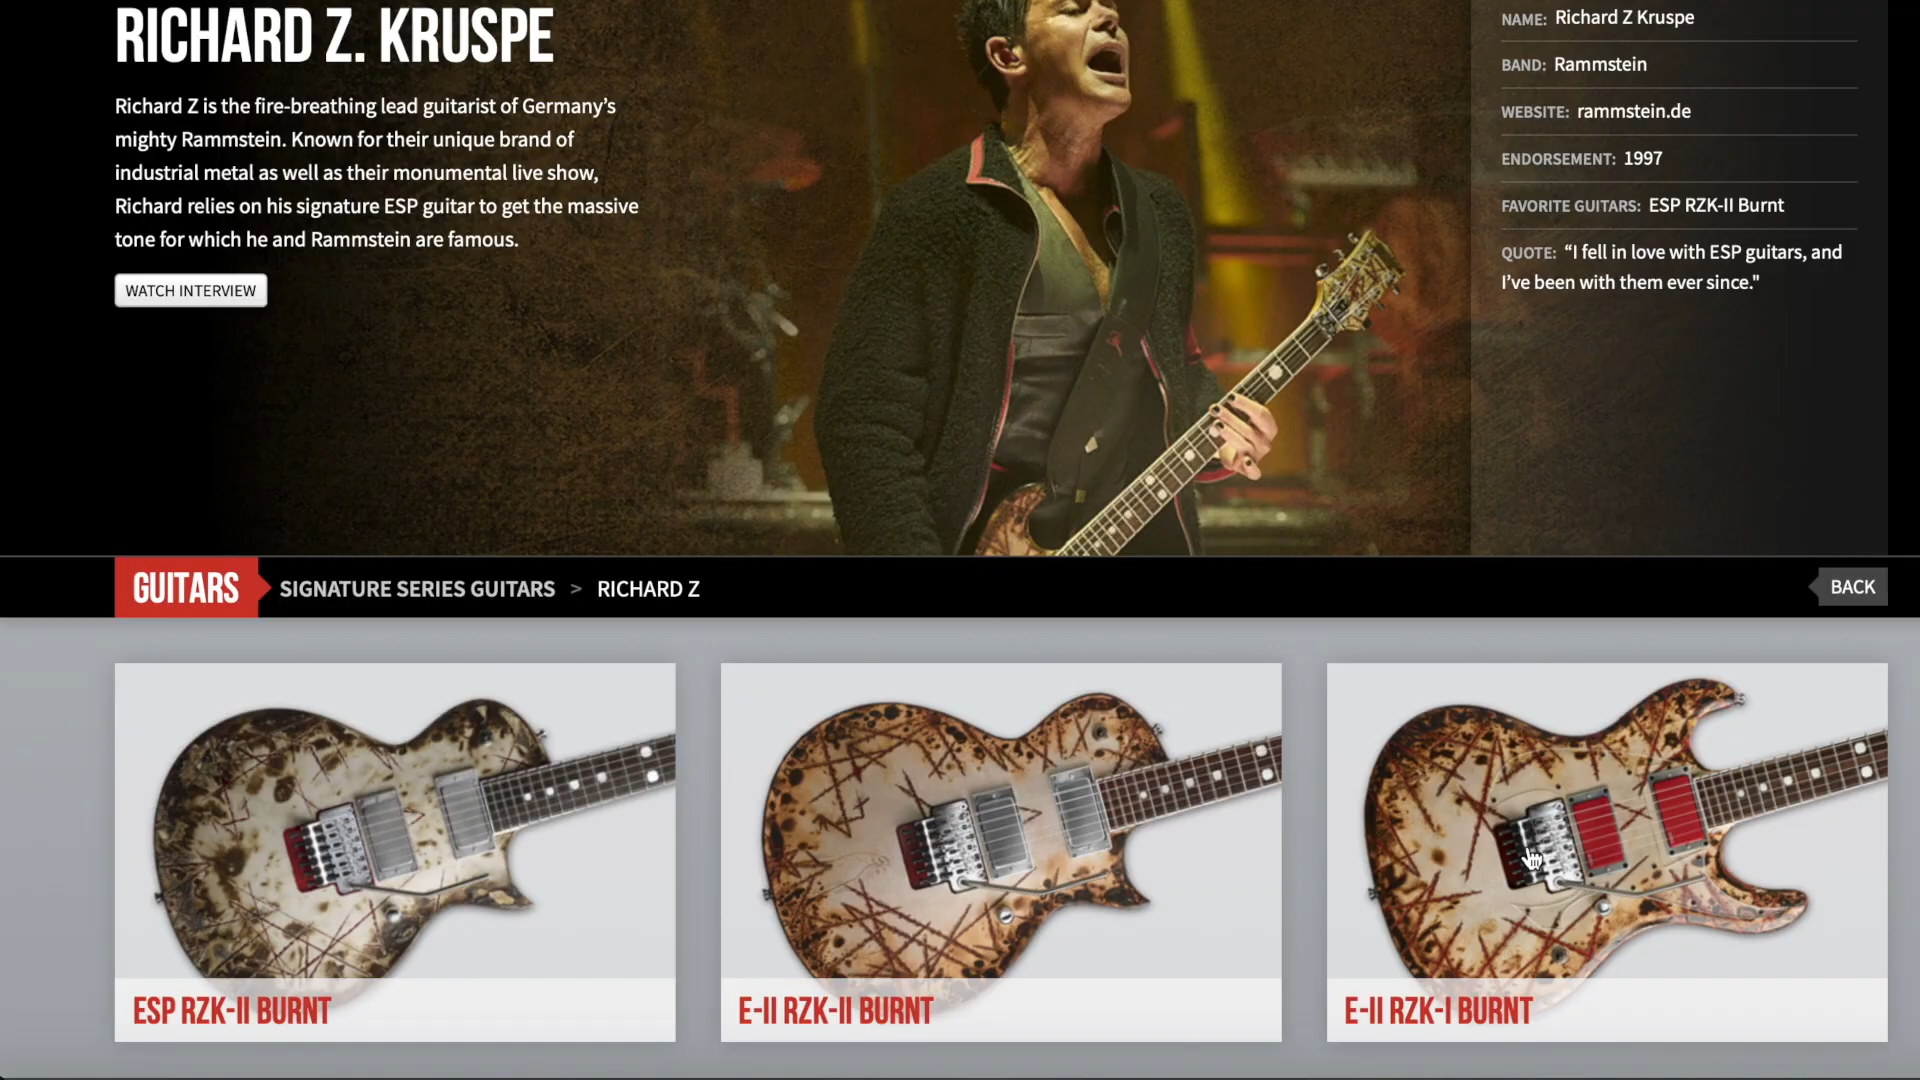 RICHARD Z. KRUSPE
Richard Z is the fire-breathing lead guitarist of Germany’s
mighty Rammstein. Known for their unique brand of
industrial metal as well as their monumental live show,
Richard relies on his signature ESP guitar to get the massive
tone for which he and Rammstein are famous.
WATCH INTERVIEW
NAME: Richard Z Kruspe
BAND: Rammstein
WEBSITE: rammstein.de
ENDORSEMENT: 1997
FAVORITE GUITARS: ESP RZK-II Burnt
QUOTE: “I fell in love with ESP guitars, and
I’ve been with them ever since."
GUITARS SIGNATURE SERIES GUITARS > RICHARD Z BACK
ESP RZK-II BURNT
E-II RZK-II BURNT
E-II RZK-I BURNT